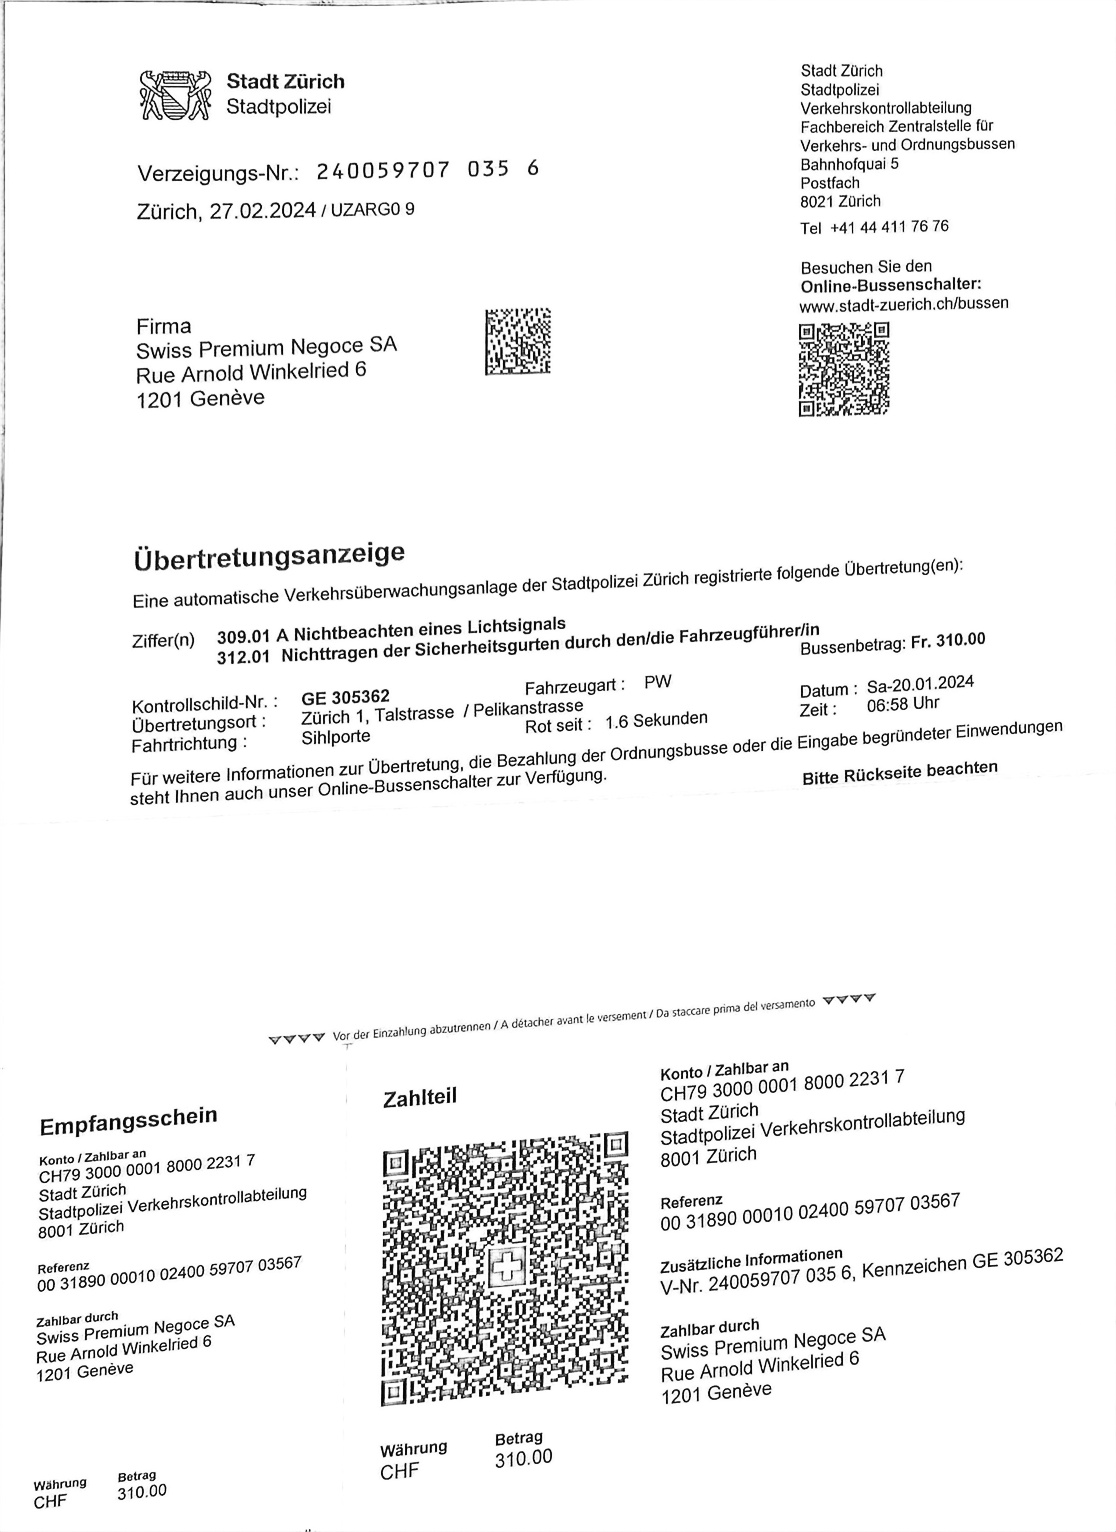 Stadt Zürich
Stadtpolizei
Verzeigungs-Nr.: 240059707 035 6
Zürich, 27.02.2024 / UZARG0 9
Stadt Zürich
Stadtpolizei
Verkehrskontrollabteilung
Fachbereich Zentralstelle für
Verkehrs- und Ordnungsbussen
Bahnhofquai 5
Postfach
8021 Zürich
Tel +41 44 411 76 76
Besuchen Sie den
Online-Bussenschalter:
www.stadt-zuerich.ch/bussen
Firma
Swiss Premium Negoce SA
Rue Arnold Winkelried 6
1201 Genève
Übertretungsanzeige
Eine automatische Verkehrsüberwachungsanlage der Stadtpolizei Zürich registrierte folgende Übertretung(en):
Ziffer(n) 309.01 A Nichtbeachten eines Lichtsignals
312.01 Nichttragen der Sicherheitsgurten durch den/die Fahrzeugführer/in
Bussenbetrag: Fr. 310.00
Kontrollschild-Nr. : GE 305362 Fahrzeugart : PW Datum : Sa-20.01.2024
Übertretungsort : Zürich 1, Talstrasse / Pelikanstrasse Zeit : 06:58 Uhr
Fahrtrichtung : Sihlporte Rot seit : 1.6 Sekunden
Für weitere Informationen zur Übertretung, die Bezahlung der Ordnungsbusse oder die Eingabe begründeter Einwendungen
steht Ihnen auch unser Online-Bussenschalter zur Verfügung.
Bitte Rückseite beachten
Vor der Einzahlung abzutrennen / A détacher avant le versement / Da staccare prima del versamento
Empfangsschein
Konto / Zahlbar an
CH79 3000 0001 8000 2231 7
Stadt Zürich
Stadtpolizei Verkehrskontrollabteilung
8001 Zürich
Referenz
00 31890 00010 02400 59707 03567
Zahlbar durch
Swiss Premium Negoce SA
Rue Arnold Winkelried 6
1201 Genève
Währung Betrag
CHF 310.00
Zahlteil
Währung Betrag
CHF 310.00
Konto / Zahlbar an
CH79 3000 0001 8000 2231 7
Stadt Zürich
Stadtpolizei Verkehrskontrollabteilung
8001 Zürich
Referenz
00 31890 00010 02400 59707 03567
Zusätzliche Informationen
V-Nr. 240059707 035 6, Kennzeichen GE 305362
Zahlbar durch
Swiss Premium Negoce SA
Rue Arnold Winkelried 6
1201 Genève